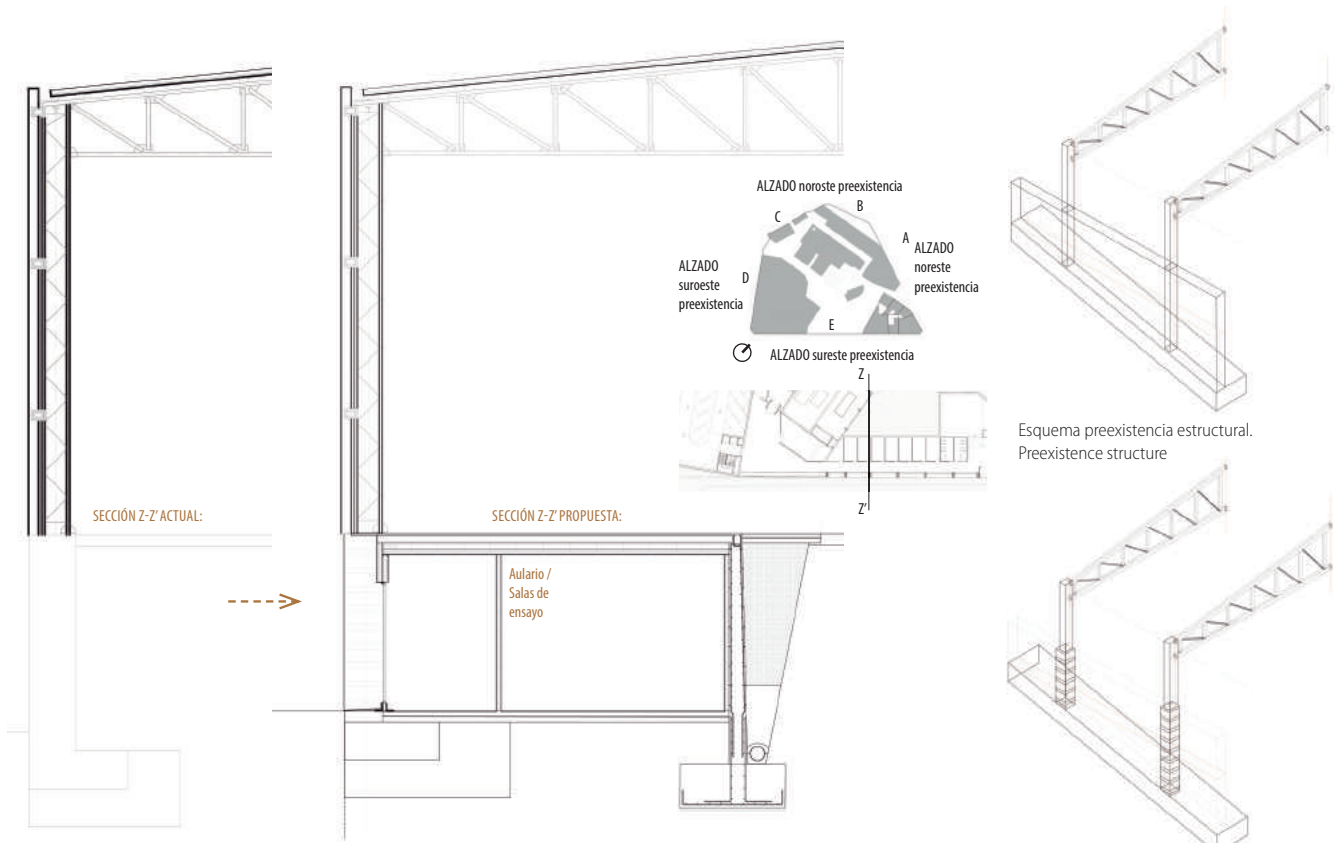 ALZADO noroste preexistencia
B
C
A
ALZADO
noreste
preexistencia
ALZADO
suroeste
preexistencia
D
E
ALZADO sureste preexistencia
Z
Z'
Esquema preexistencia estructural.
Preexistence structure
SECCIÓN Z-Z' ACTUAL:
SECCIÓN Z-Z' PROPUESTA:
Aulario /
Salas de
ensayo